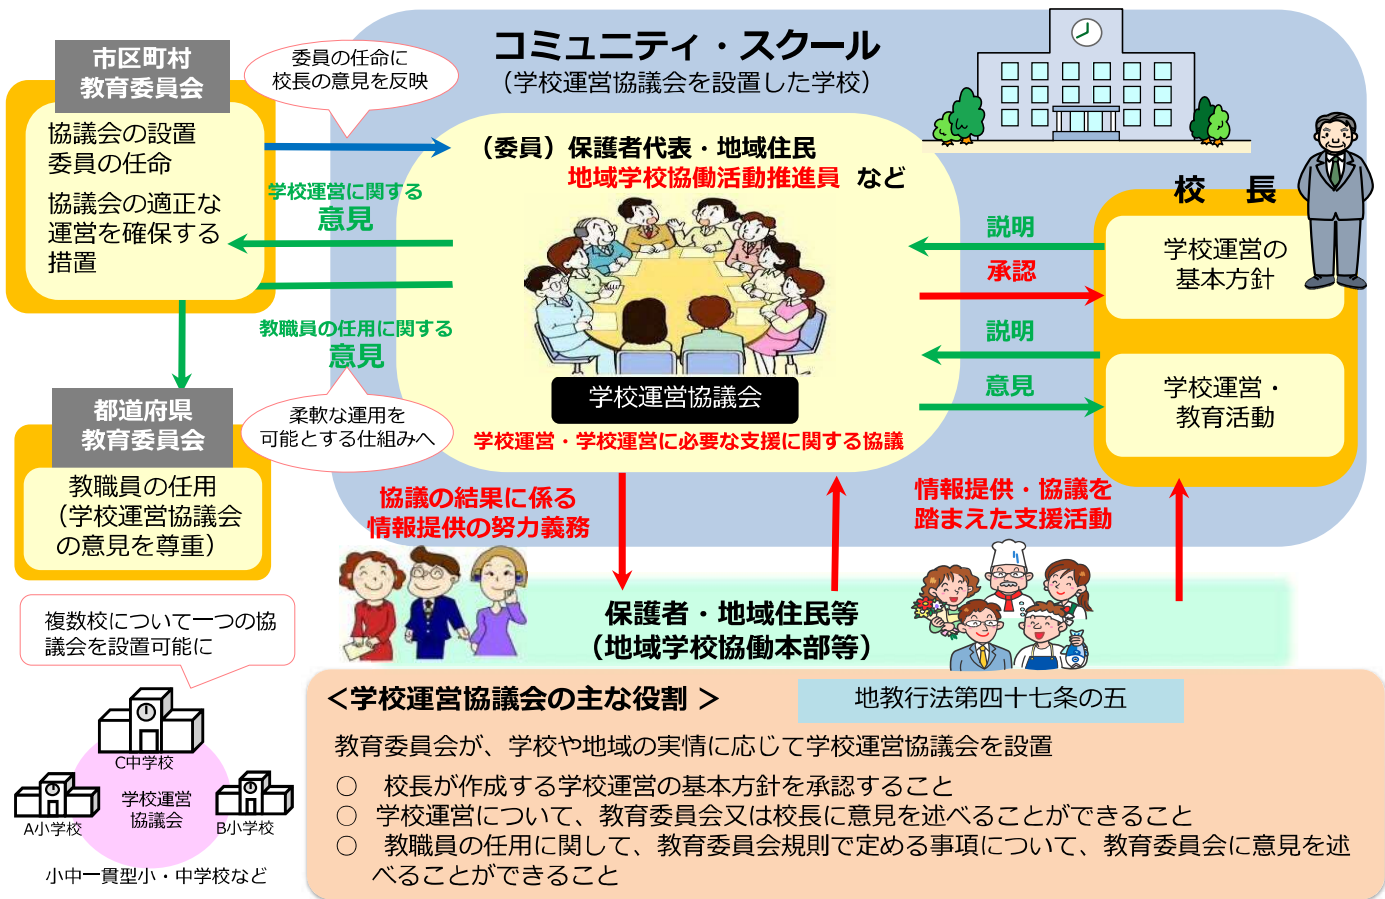 コミュニティ・スクール
（学校運営協議会を設置した学校）
市区町村
教育委員会
協議会の設置
委員の任命
協議会の適正な
運営を確保する
措置
委員の任命に
校長の意見を反映
（委員）保護者代表・地域住民
地域学校協働活動推進員 など
学校運営に関する
意見
教職員の任用に関する
意見
柔軟な運用を
可能とする仕組みへ
学校運営協議会
学校運営・学校運営に必要な支援に関する協議
校 長
説明
承認
学校運営の
基本方針
説明
意見
学校運営・
教育活動
都道府県
教育委員会
教職員の任用
（学校運営協議会
の意見を尊重）
協議の結果に係る
情報提供の努力義務
情報提供・協議を
踏まえた支援活動
保護者・地域住民等
（地域学校協働本部等）
複数校について一つの協
議会を設置可能に
C中学校
学校運営
協議会
A小学校
B小学校
小中一貫型小・中学校など
＜学校運営協議会の主な役割 ＞
地教行法第四十七条の五
教育委員会が、学校や地域の実情に応じて学校運営協議会を設置
○ 校長が作成する学校運営の基本方針を承認すること
○ 学校運営について、教育委員会又は校長に意見を述べることができること
○ 教職員の任用に関して、教育委員会規則で定める事項について、教育委員会に意見を述
べることができること